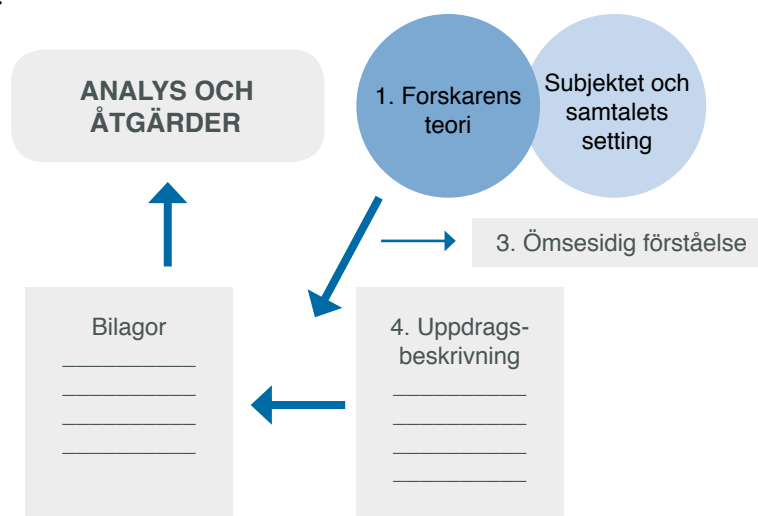 ANALYS OCH
ÅTGÄRDER
1. Forskarens
teori
Subjektet och
samtalets
setting
3. Ömsesidig förståelse
Bilagor
4. Uppdrags-
beskrivning